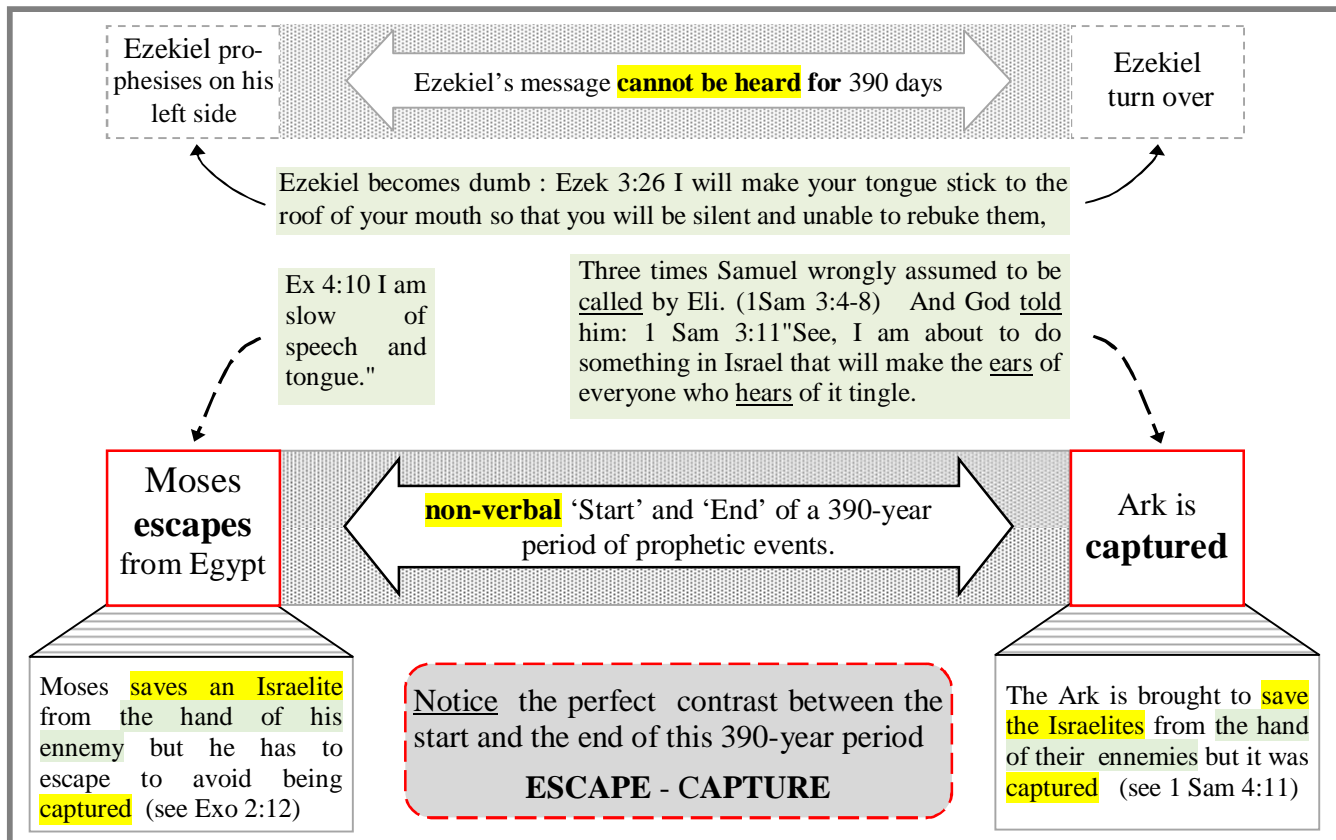 Ezekiel pro-
phesises on his
left side
Ezekiel’s message cannot be heard for 390 days
Ezekiel
turn over
Ezekiel becomes dumb : Ezek 3:26 I will make your tongue stick to the
roof of your mouth so that you will be silent and unable to rebuke them,
Ex 4:10 I am
slow of
speech and
tongue."
Three times Samuel wrongly assumed to be
called by Eli. (1Sam 3:4-8) And God told
him: 1 Sam 3:11"See, I am about to do
something in Israel that will make the ears of
everyone who hears of it tingle.
Moses
escapes
from Egypt
non-verbal ‘Start’ and ‘End’ of a 390-year
period of prophetic events.
Ark is
captured
Moses saves an Israelite
from the hand of his
ennemy but he has to
escape to avoid being
captured (see Exo 2:12)
Notice the perfect contrast between the
start and the end of this 390-year period
ESCAPE - CAPTURE
The Ark is brought to save
the Israelites from the hand
of their ennemies but it was
captured (see 1 Sam 4:11)